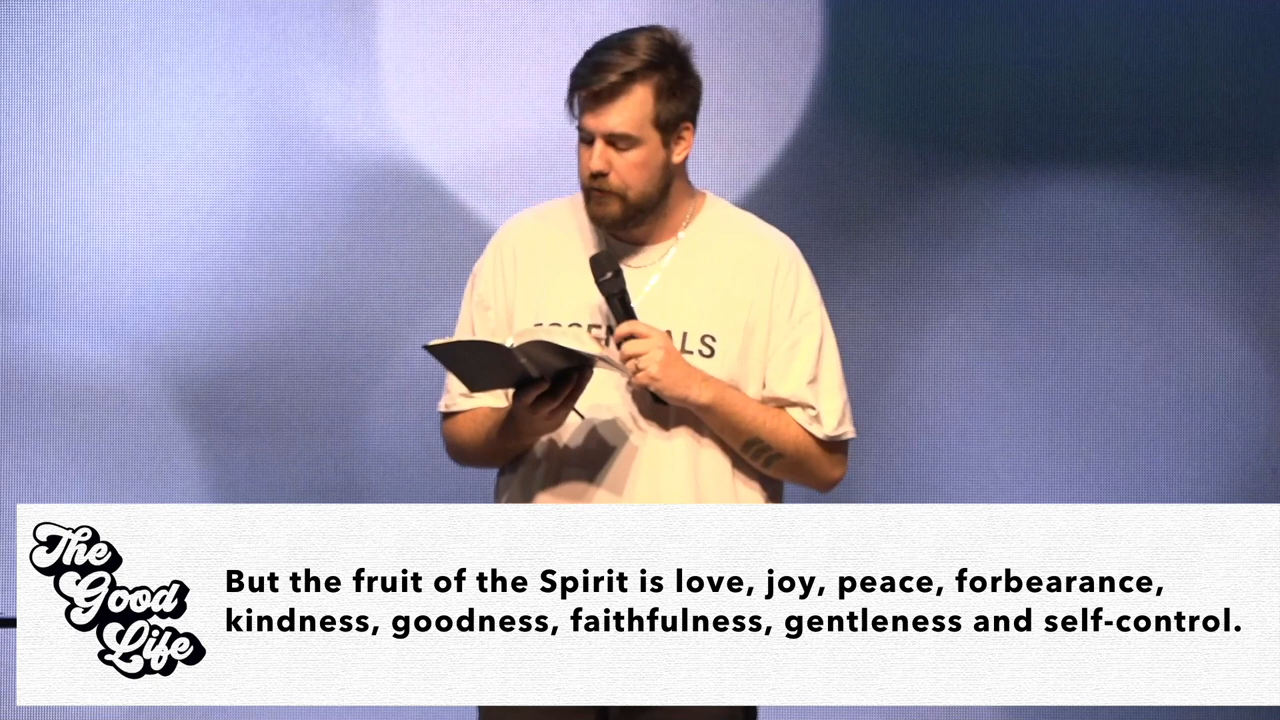 The
Good
Life
But the fruit of the Spirit is love, joy, peace, forbearance,
kindness, goodness, faithfulness, gentleness and self-control.